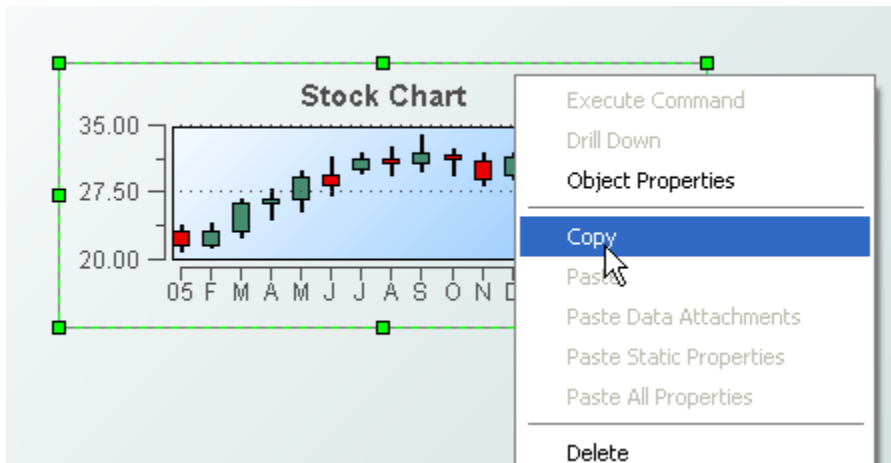 Stock Chart
35.00
27.50
20.00
05 F M A M J J A S O N D
Execute Command
Drill Down
Object Properties
Copy
Paste
Paste Data Attachments
Paste Static Properties
Paste All Properties
Delete